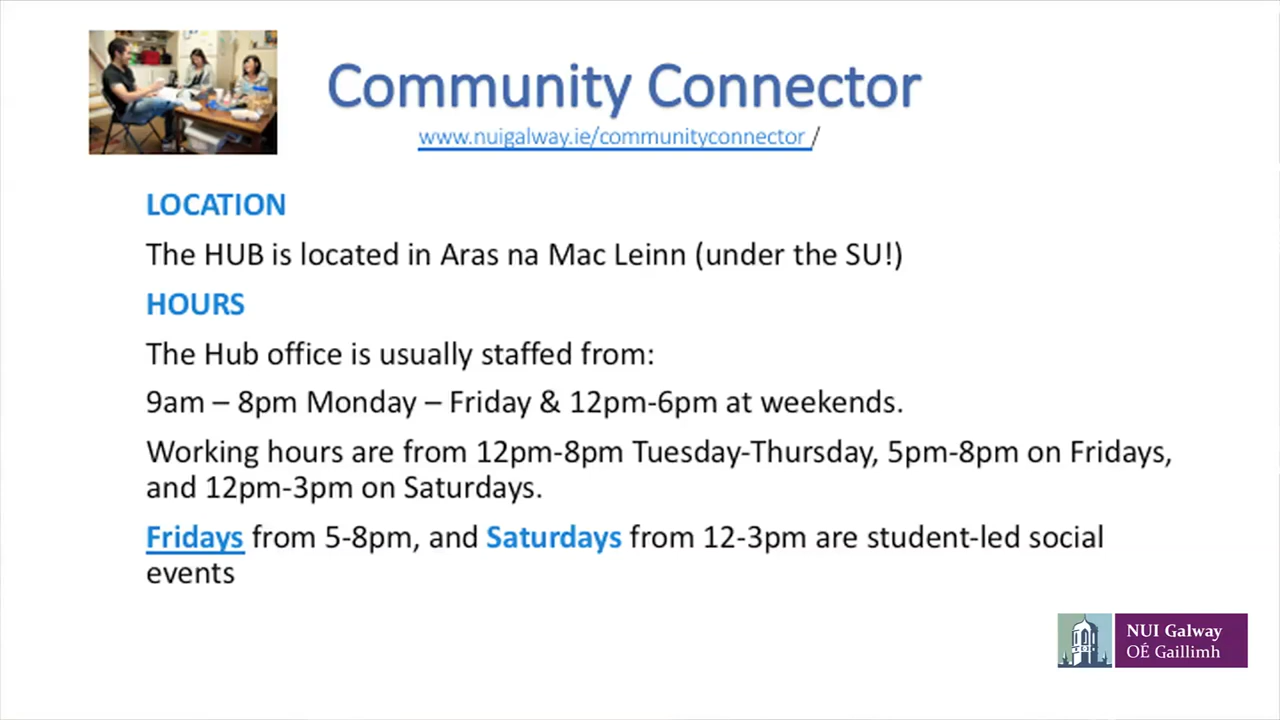 Community Connector
www.nuigalway.ie/communityconnector /
LOCATION
The HUB is located in Aras na Mac Leinn (under the SU!)
HOURS
The Hub office is usually staffed from:
9am – 8pm Monday – Friday & 12pm-6pm at weekends.
Working hours are from 12pm-8pm Tuesday-Thursday, 5pm-8pm on Fridays,
and 12pm-3pm on Saturdays.
Fridays from 5-8pm, and Saturdays from 12-3pm are student-led social
events
NUI Galway
OÉ Gaillimh